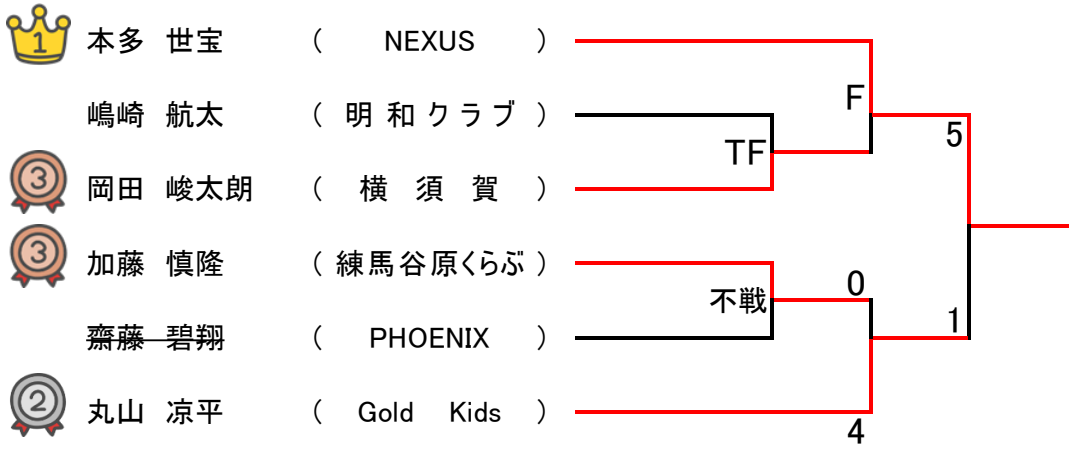 1 本多 世宝 ( NEXUS )
F
嶋崎 航太 ( 明和クラブ )
5
TF
3 岡田 峻太朗 ( 横須賀 )
3 加藤 慎隆 ( 練馬谷原くらぶ )
0
不戦
1
齋藤 碧翔 ( PHOENIX )
2 丸山 凉平 ( Gold Kids )
4